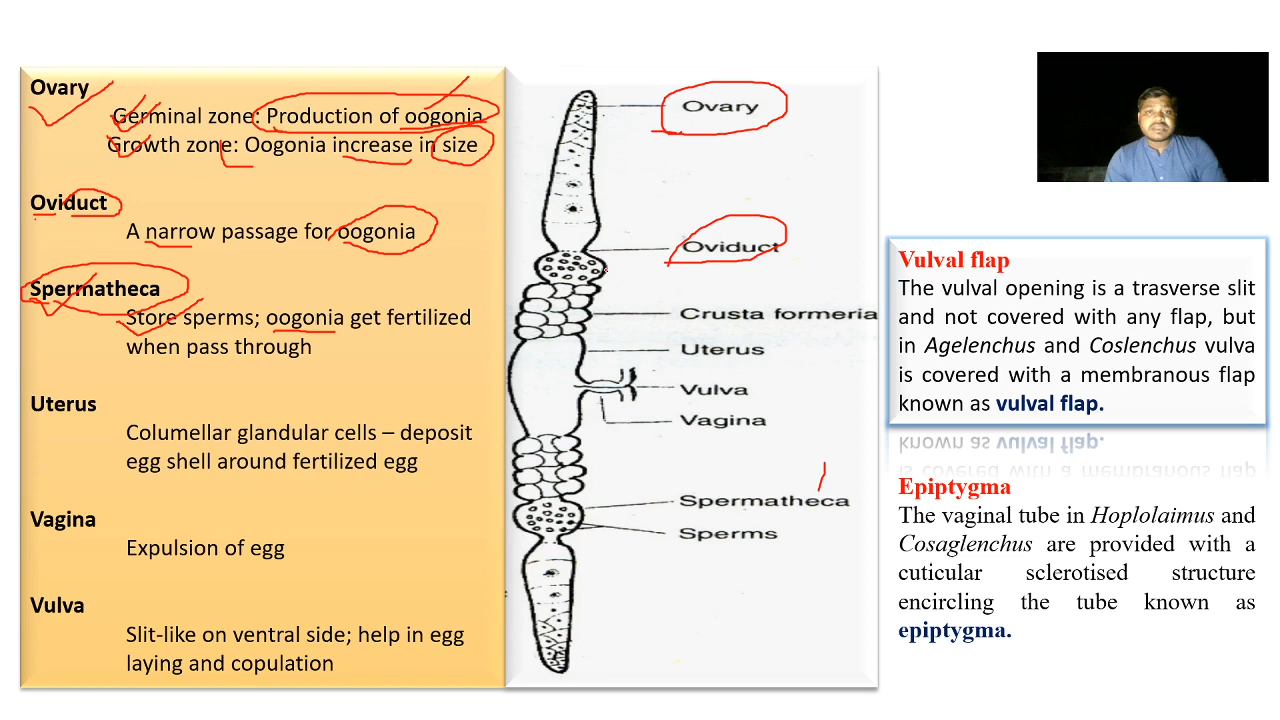 Ovary
Germinal zone: Production of oogonia
Growth zone: Oogonia increase in size
Oviduct
A narrow passage for oogonia
Spermatheca
Store sperms; oogonia get fertilized
when pass through
Uterus
Columellar glandular cells – deposit
egg shell around fertilized egg
Vagina
Expulsion of egg
Vulva
Slit-like on ventral side; help in egg
laying and copulation
Ovary
Oviduct
Crusta formeria
Uterus
Vulva
Vagina
Spermatheca
Sperms
Vulval flap
The vulval opening is a trasverse slit
and not covered with any flap, but
in Agelenchus and Coslenchus vulva
is covered with a membranous flap
known as vulval flap.
Epiptygma
The vaginal tube in Hoplolaimus and
Cosaglenchus are provided with a
cuticular sclerotised structure
encirling the tube known as
epiptygma.